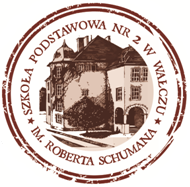 SZKOŁA PODSTAWOWA NR 2 W WAŁCZU
IM. ROBERTA SCHUMANA